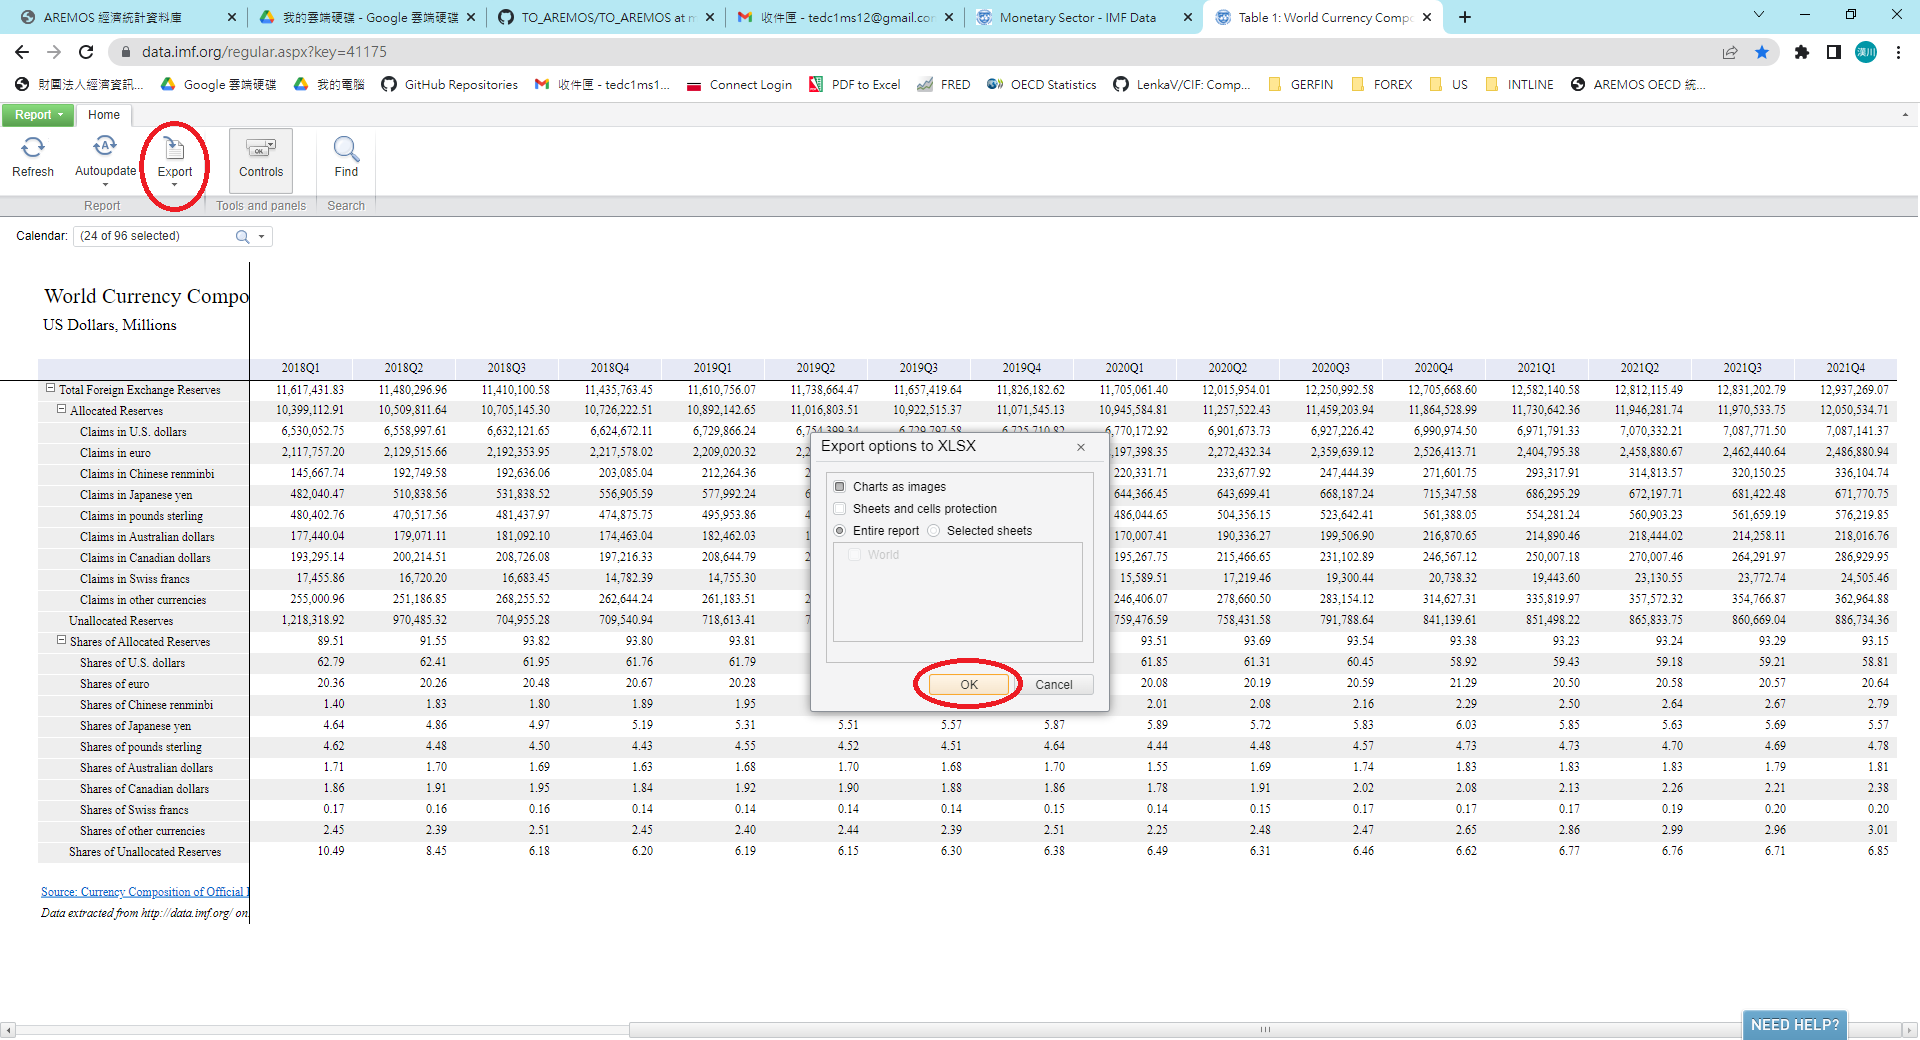 AREMOS 經濟統計資料庫
我的雲端硬碟 - Google 雲端硬碟
TO_AREMOS/TO_AREMOS at m
收件匣 - tedc1ms12@gmail.co
Monetary Sector - IMF Data
Table 1: World Currency Compo
data.imf.org/regular.aspx?key=41175
漢川
財團法人經濟資訊... Google 雲端硬碟 我的電腦 GitHub Repositories 收件匣 - tedc1ms1... Connect Login PDF to Excel FRED OECD Statistics LenkaV/CIF: Comp... GERFIN FOREX US INTLINE AREMOS OECD 統...
Report Home
Refresh Autoupdate Export Controls Find
Report Tools and panels Search
Calendar: (24 of 96 selected)
World Currency Compo
US Dollars, Millions
2018Q1 2018Q2 2018Q3 2018Q4 2019Q1 2019Q2 2019Q3 2019Q4 2020Q1 2020Q2 2020Q3 2020Q4 2021Q1 2021Q2 2021Q3 2021Q4
Total Foreign Exchange Reserves 11,617,431.83 11,480,296.96 11,410,100.58 11,435,763.45 11,610,756.07 11,738,664.47 11,657,419.64 11,826,182.62 11,705,061.40 12,015,954.01 12,250,992.58 12,705,668.60 12,582,140.58 12,812,115.49 12,831,202.79 12,937,269.07
Allocated Reserves 10,399,112.91 10,509,811.64 10,705,145.30 10,726,222.51 10,892,142.65 11,016,803.51 10,922,515.37 11,071,545.13 10,945,584.81 11,257,522.43 11,459,203.94 11,864,528.99 11,730,642.36 11,946,281.74 11,970,533.75 12,050,534.71
Claims in U.S. dollars 6,530,052.75 6,558,997.61 6,632,121.65 6,624,672.11 6,729,866.24 6,754,399.34 6,729,797.58 6,725,710.82 6,770,172.92 6,901,673.73 6,927,226.42 6,990,974.50 6,971,791.33 7,070,332.21 7,087,771.50 7,087,141.37
Claims in euro 2,117,757.20 2,129,515.66 2,192,353.95 2,217,578.02 2,209,020.32 2,2 ,197,398.35 2,272,432.34 2,359,639.12 2,526,413.71 2,404,795.38 2,458,880.67 2,462,440.64 2,486,880.94
Claims in Chinese renminbi 145,667.74 192,749.58 192,636.06 203,085.04 212,264.36 2 220,331.71 233,677.92 247,444.39 271,601.75 293,317.91 314,813.57 320,150.25 336,104.74
Claims in Japanese yen 482,040.47 510,838.56 531,838.52 556,905.59 577,992.24 6 644,366.45 643,699.41 668,187.24 715,347.58 686,295.29 672,197.71 681,422.48 671,770.75
Claims in pounds sterling 480,402.76 470,517.56 481,437.97 474,875.75 495,953.86 4 486,044.65 504,356.15 523,642.41 561,388.05 554,281.24 560,903.23 561,659.19 576,219.85
Claims in Australian dollars 177,440.04 179,071.11 181,092.10 174,463.04 182,462.03 1 170,007.41 190,336.27 199,506.90 216,870.65 214,890.46 218,444.02 214,258.11 218,016.76
Claims in Canadian dollars 193,295.14 200,214.51 208,726.08 197,216.33 208,644.79 2 195,267.75 215,466.65 231,102.89 246,567.12 250,007.18 270,007.46 264,291.97 286,929.95
Claims in Swiss francs 17,455.86 16,720.20 16,683.45 14,782.39 14,755.30 15,589.51 17,219.46 19,300.44 20,738.32 19,443.60 23,130.55 23,772.74 24,505.46
Claims in other currencies 255,000.96 251,186.85 268,255.52 262,644.24 261,183.51 2 246,406.07 278,660.50 283,154.12 314,627.31 335,819.97 357,572.32 354,766.87 362,964.88
Unallocated Reserves 1,218,318.92 970,485.32 704,955.28 709,540.94 718,613.41 7 759,476.59 758,431.58 791,788.64 841,139.61 851,498.22 865,833.75 860,669.04 886,734.36
Shares of Allocated Reserves 89.51 91.55 93.82 93.80 93.81 93.51 93.69 93.54 93.38 93.23 93.24 93.29 93.15
Shares of U.S. dollars 62.79 62.41 61.95 61.76 61.79 61.85 61.31 60.45 58.92 59.43 59.18 59.21 58.81
Shares of euro 20.36 20.26 20.48 20.67 20.28 20.08 20.19 20.59 21.29 20.50 20.58 20.57 20.64
Shares of Chinese renminbi 1.40 1.83 1.80 1.89 1.95 2.01 2.08 2.16 2.29 2.50 2.64 2.67 2.79
Shares of Japanese yen 4.64 4.86 4.97 5.19 5.31 5.51 5.57 5.87 5.89 5.72 5.83 6.03 5.85 5.63 5.69 5.57
Shares of pounds sterling 4.62 4.48 4.50 4.43 4.55 4.52 4.51 4.64 4.44 4.48 4.57 4.73 4.73 4.70 4.69 4.78
Shares of Australian dollars 1.71 1.70 1.69 1.63 1.68 1.70 1.68 1.70 1.55 1.69 1.74 1.83 1.83 1.83 1.79 1.81
Shares of Canadian dollars 1.86 1.91 1.95 1.84 1.92 1.90 1.88 1.86 1.78 1.91 2.02 2.08 2.13 2.26 2.21 2.38
Shares of Swiss francs 0.17 0.16 0.16 0.14 0.14 0.14 0.14 0.15 0.14 0.15 0.17 0.17 0.17 0.19 0.20 0.20
Shares of other currencies 2.45 2.39 2.51 2.45 2.40 2.44 2.39 2.51 2.25 2.48 2.47 2.65 2.86 2.99 2.96 3.01
Shares of Unallocated Reserves 10.49 8.45 6.18 6.20 6.19 6.15 6.30 6.38 6.49 6.31 6.46 6.62 6.77 6.76 6.71 6.85
Export options to XLSX
Charts as images
Sheets and cells protection
Entire report Selected sheets
World
OK Cancel
Source: Currency Composition of Official
Data extracted from http://data.imf.org/ on
NEED HELP?